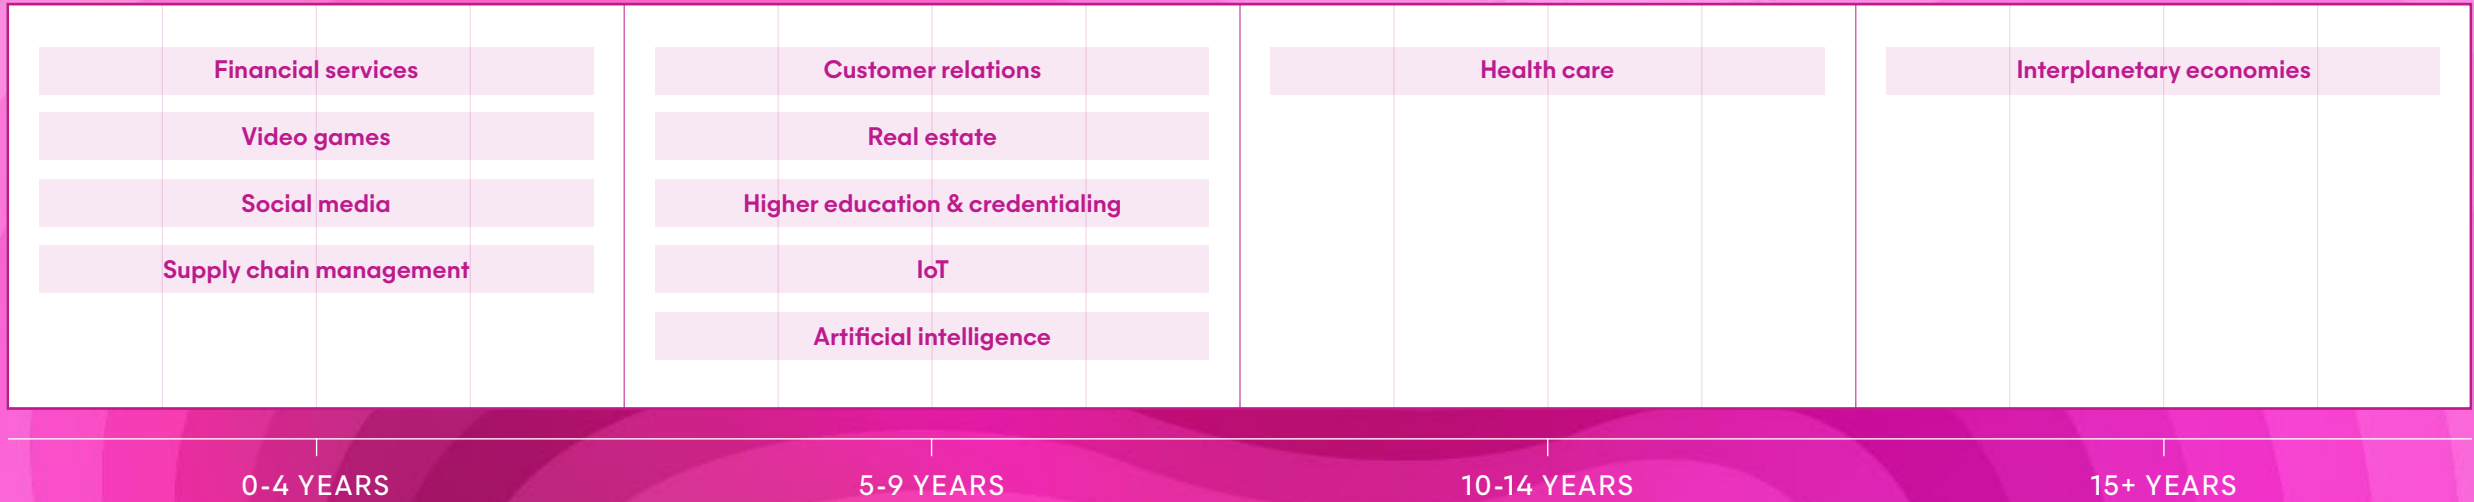 Financial services
Video games
Social media
Supply chain management
Customer relations
Real estate
Higher education & credentialing
IoT
Artificial intelligence
Health care
Interplanetary economies
0-4 YEARS
5-9 YEARS
10-14 YEARS
15+ YEARS